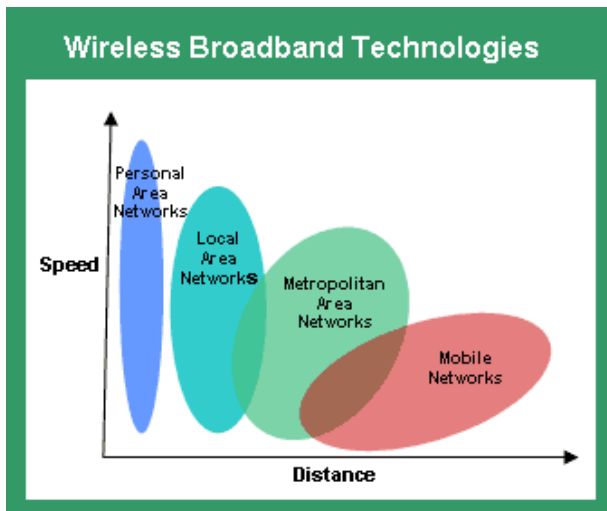 Wireless Broadband Technologies
Personal
Area
Networks
Local
Area
Networks
Speed
Metropolitan
Area
Networks
Mobile
Networks
Distance